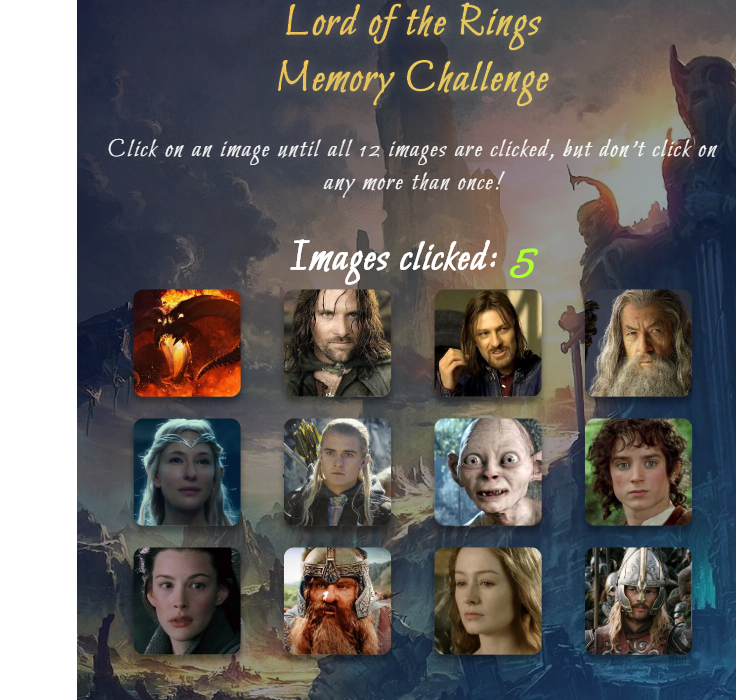 Lord of the Rings
Memory Challenge
Click on an image until all 12 images are clicked, but don't click on
any more than once!
Images clicked: 5